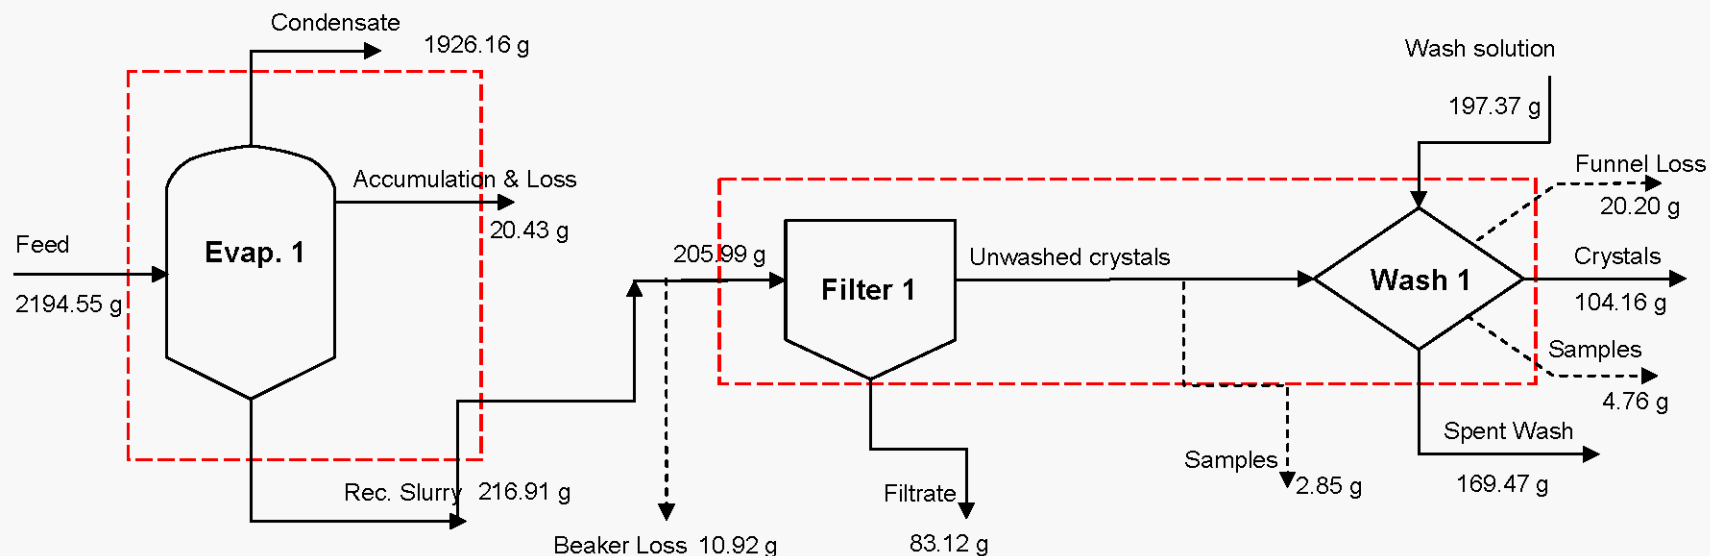 Condensate
1926.16 g
Wash solution
197.37 g
Funnel Loss
20.20 g
Accumulation & Loss
20.43 g
Feed
2194.55 g
Evap. 1
205.99 g
Unwashed crystals
Filter 1
Wash 1
Crystals
104.16 g
Samples
4.76 g
Spent Wash
169.47 g
Samples
2.85 g
Rec. Slurry 216.91 g
Filtrate
83.12 g
Beaker Loss 10.92 g